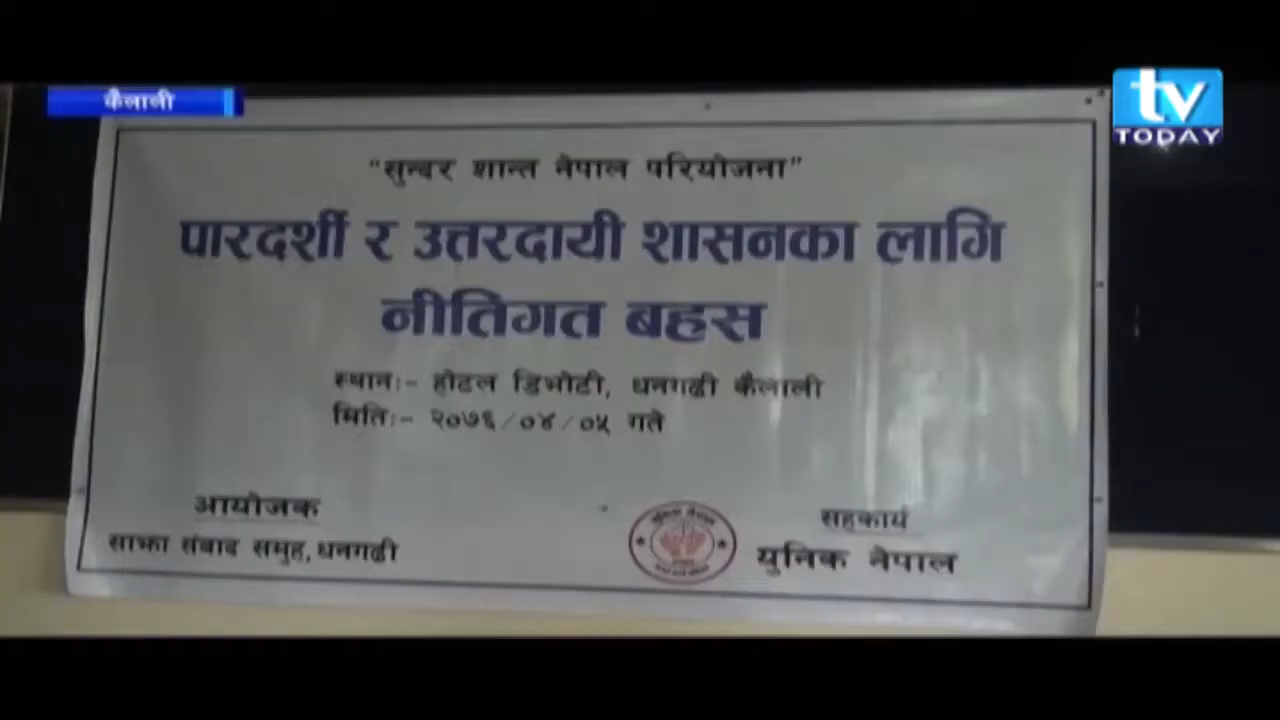 कैलाली
tv
TODAY
"सुन्दर शान्त नेपाल परियोजना"
पारदर्शी र उत्तरदायी शासनका लागि
नीतिगत बहस
स्थानः- होटल डिभोटी, धनगढी कैलाली
मितिः- २०७६/०४/०५ गते
आयोजक
साझा संवाद समुह, धनगढी
सहकार्य
युनिक नेपाल